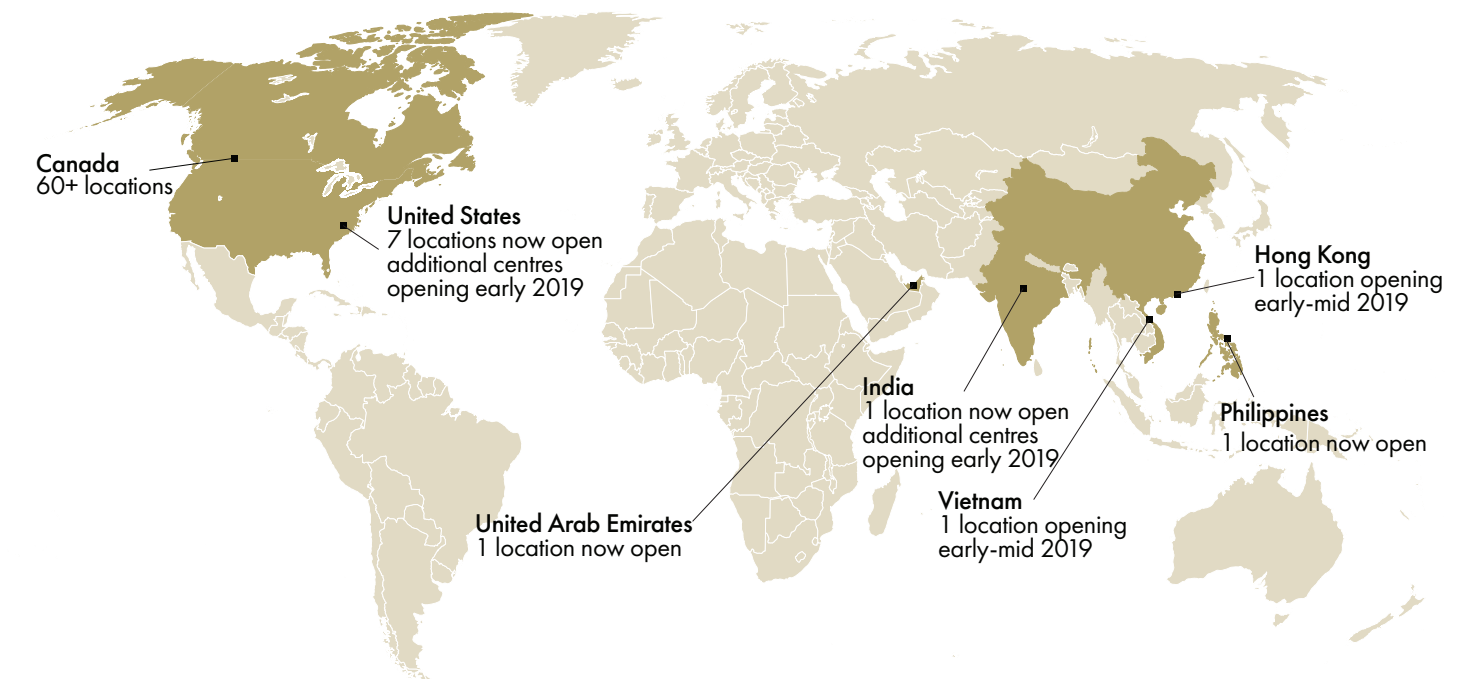 Canada
60+ locations
United States
7 locations now open
additional centres
opening early 2019
Hong Kong
1 location opening
early-mid 2019
India
1 location now open
additional centres
opening early 2019
Philippines
1 location now open
Vietnam
1 location opening
early-mid 2019
United Arab Emirates
1 location now open